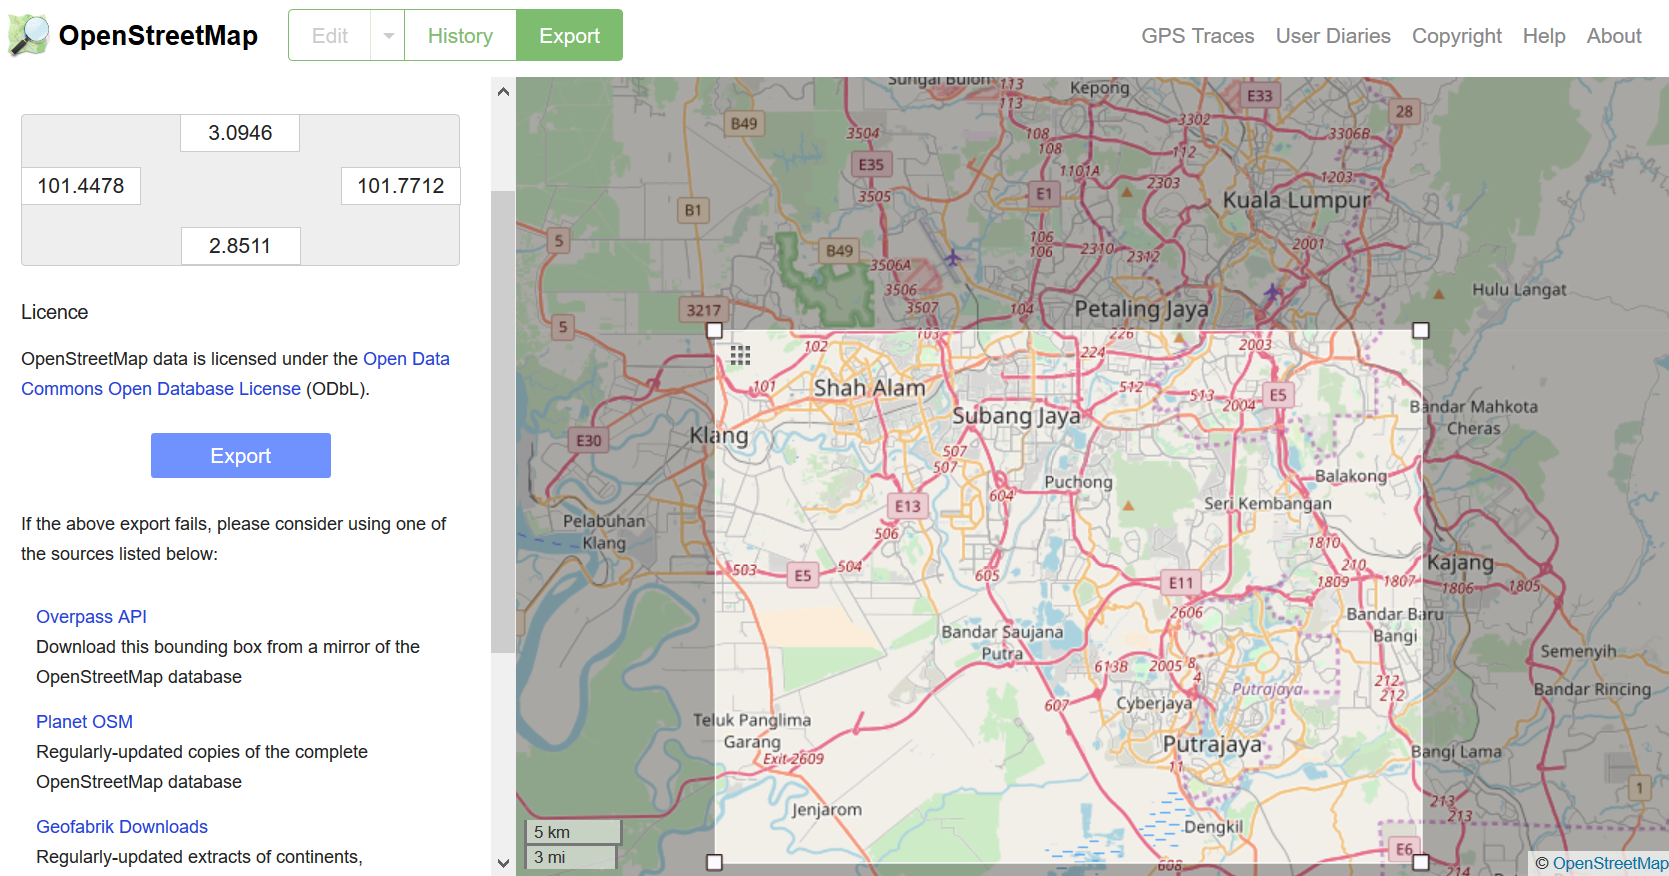 OpenStreetMap
Edit
History
Export
GPS Traces
User Diaries
Copyright
Help
About
3.0946
101.4478
101.7712
2.8511
Licence
OpenStreetMap data is licensed under the Open Data
Commons Open Database License (ODbL).
Export
If the above export fails, please consider using one of
the sources listed below:
Overpass API
Download this bounding box from a mirror of the
OpenStreetMap database
Planet OSM
Regularly-updated copies of the complete
OpenStreetMap database
Geofabrik Downloads
Regularly-updated extracts of continents,
Sungai Buloh
113
113
Kepong
E33
28
B49
3504
108
108
3302
3306B
112
E35
1101A
2303
1203
3505
E1
Kuala Lumpur
B1
5
B49
106
106
2310
2312
2001
3506A
3506
3507
104
Petaling Jaya
Hulu Langat
3217
5
103
226
102
224
2003
101
Shah Alam
512
513
2004
E5
Subang Jaya
Bandar Mahkota
Cheras
E30
Klang
507
507
Puchong
Balakong
604
E13
Seri Kembangan
Pelabuhan
Klang
506
1810
Kajang
503
E5
504
605
E11
210
1809
1807
1806
1805
2606
Bandar Baru
Bangi
Bandar Saujana
Putra
613B
2005
8
4
Semenyih
212
212
Putrajaya
Bandar Rincing
607
Cyberjaya
Teluk Panglima
Garang
Putrajaya
Bangi Lama
Exit 2609
11
1
Jenjarom
213
213
Dengkil
5 km
3 mi
E6
608
© OpenStreetMap